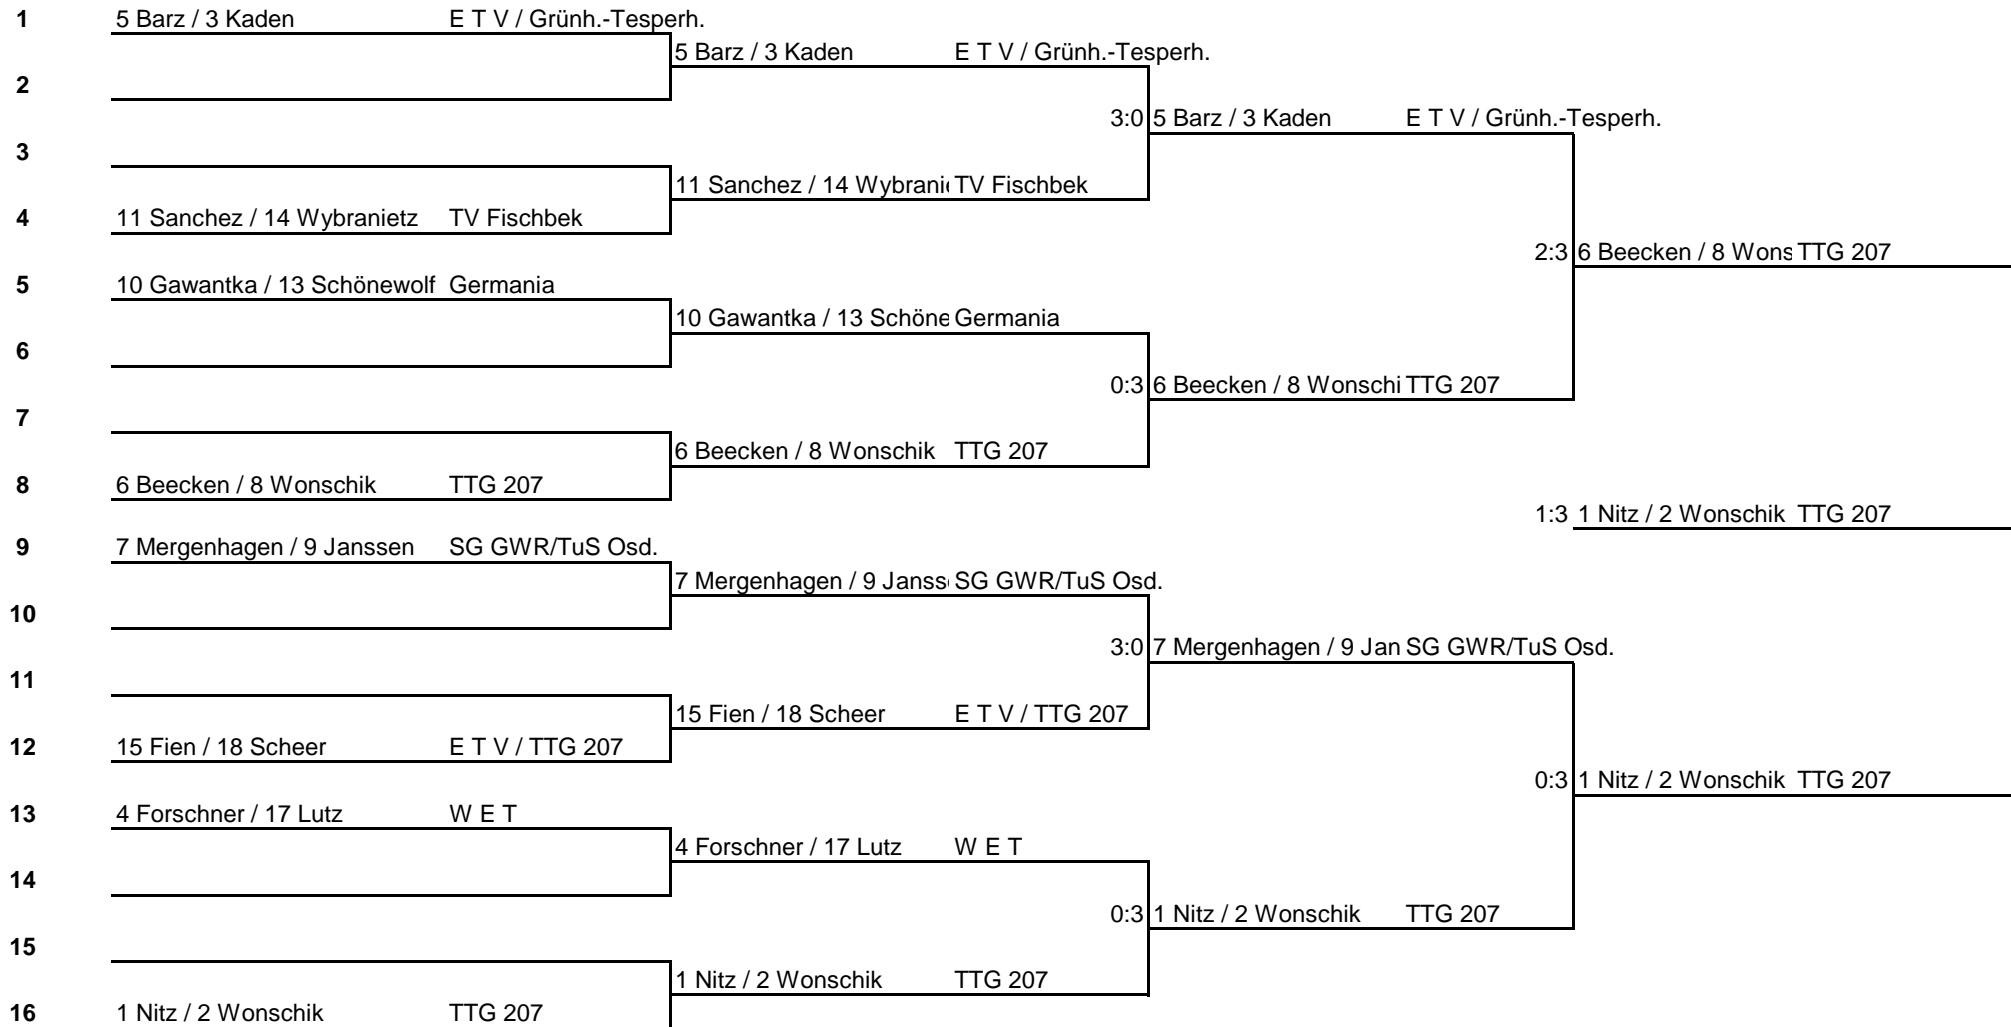 1 5 Barz / 3 Kaden E T V / Grünh.-Tesperh.
5 Barz / 3 Kaden E T V / Grünh.-Tesperh.
2
3:0 5 Barz / 3 Kaden E T V / Grünh.-Tesperh.
3
11 Sanchez / 14 Wybrani TV Fischbek
4 11 Sanchez / 14 Wybranietz TV Fischbek
2:3 6 Beecken / 8 Wons TTG 207
5 10 Gawantka / 13 Schönewolf Germania
10 Gawantka / 13 Schöne Germania
6
0:3 6 Beecken / 8 Wonschi TTG 207
7
6 Beecken / 8 Wonschik TTG 207
8 6 Beecken / 8 Wonschik TTG 207
1:3 1 Nitz / 2 Wonschik TTG 207
9 7 Mergenhagen / 9 Janssen SG GWR/TuS Osd.
7 Mergenhagen / 9 Janss SG GWR/TuS Osd.
10
3:0 7 Mergenhagen / 9 Jan SG GWR/TuS Osd.
11
15 Fien / 18 Scheer E T V / TTG 207
12 15 Fien / 18 Scheer E T V / TTG 207
0:3 1 Nitz / 2 Wonschik TTG 207
13 4 Forschner / 17 Lutz W E T
4 Forschner / 17 Lutz W E T
14
0:3 1 Nitz / 2 Wonschik TTG 207
15
1 Nitz / 2 Wonschik TTG 207
16 1 Nitz / 2 Wonschik TTG 207